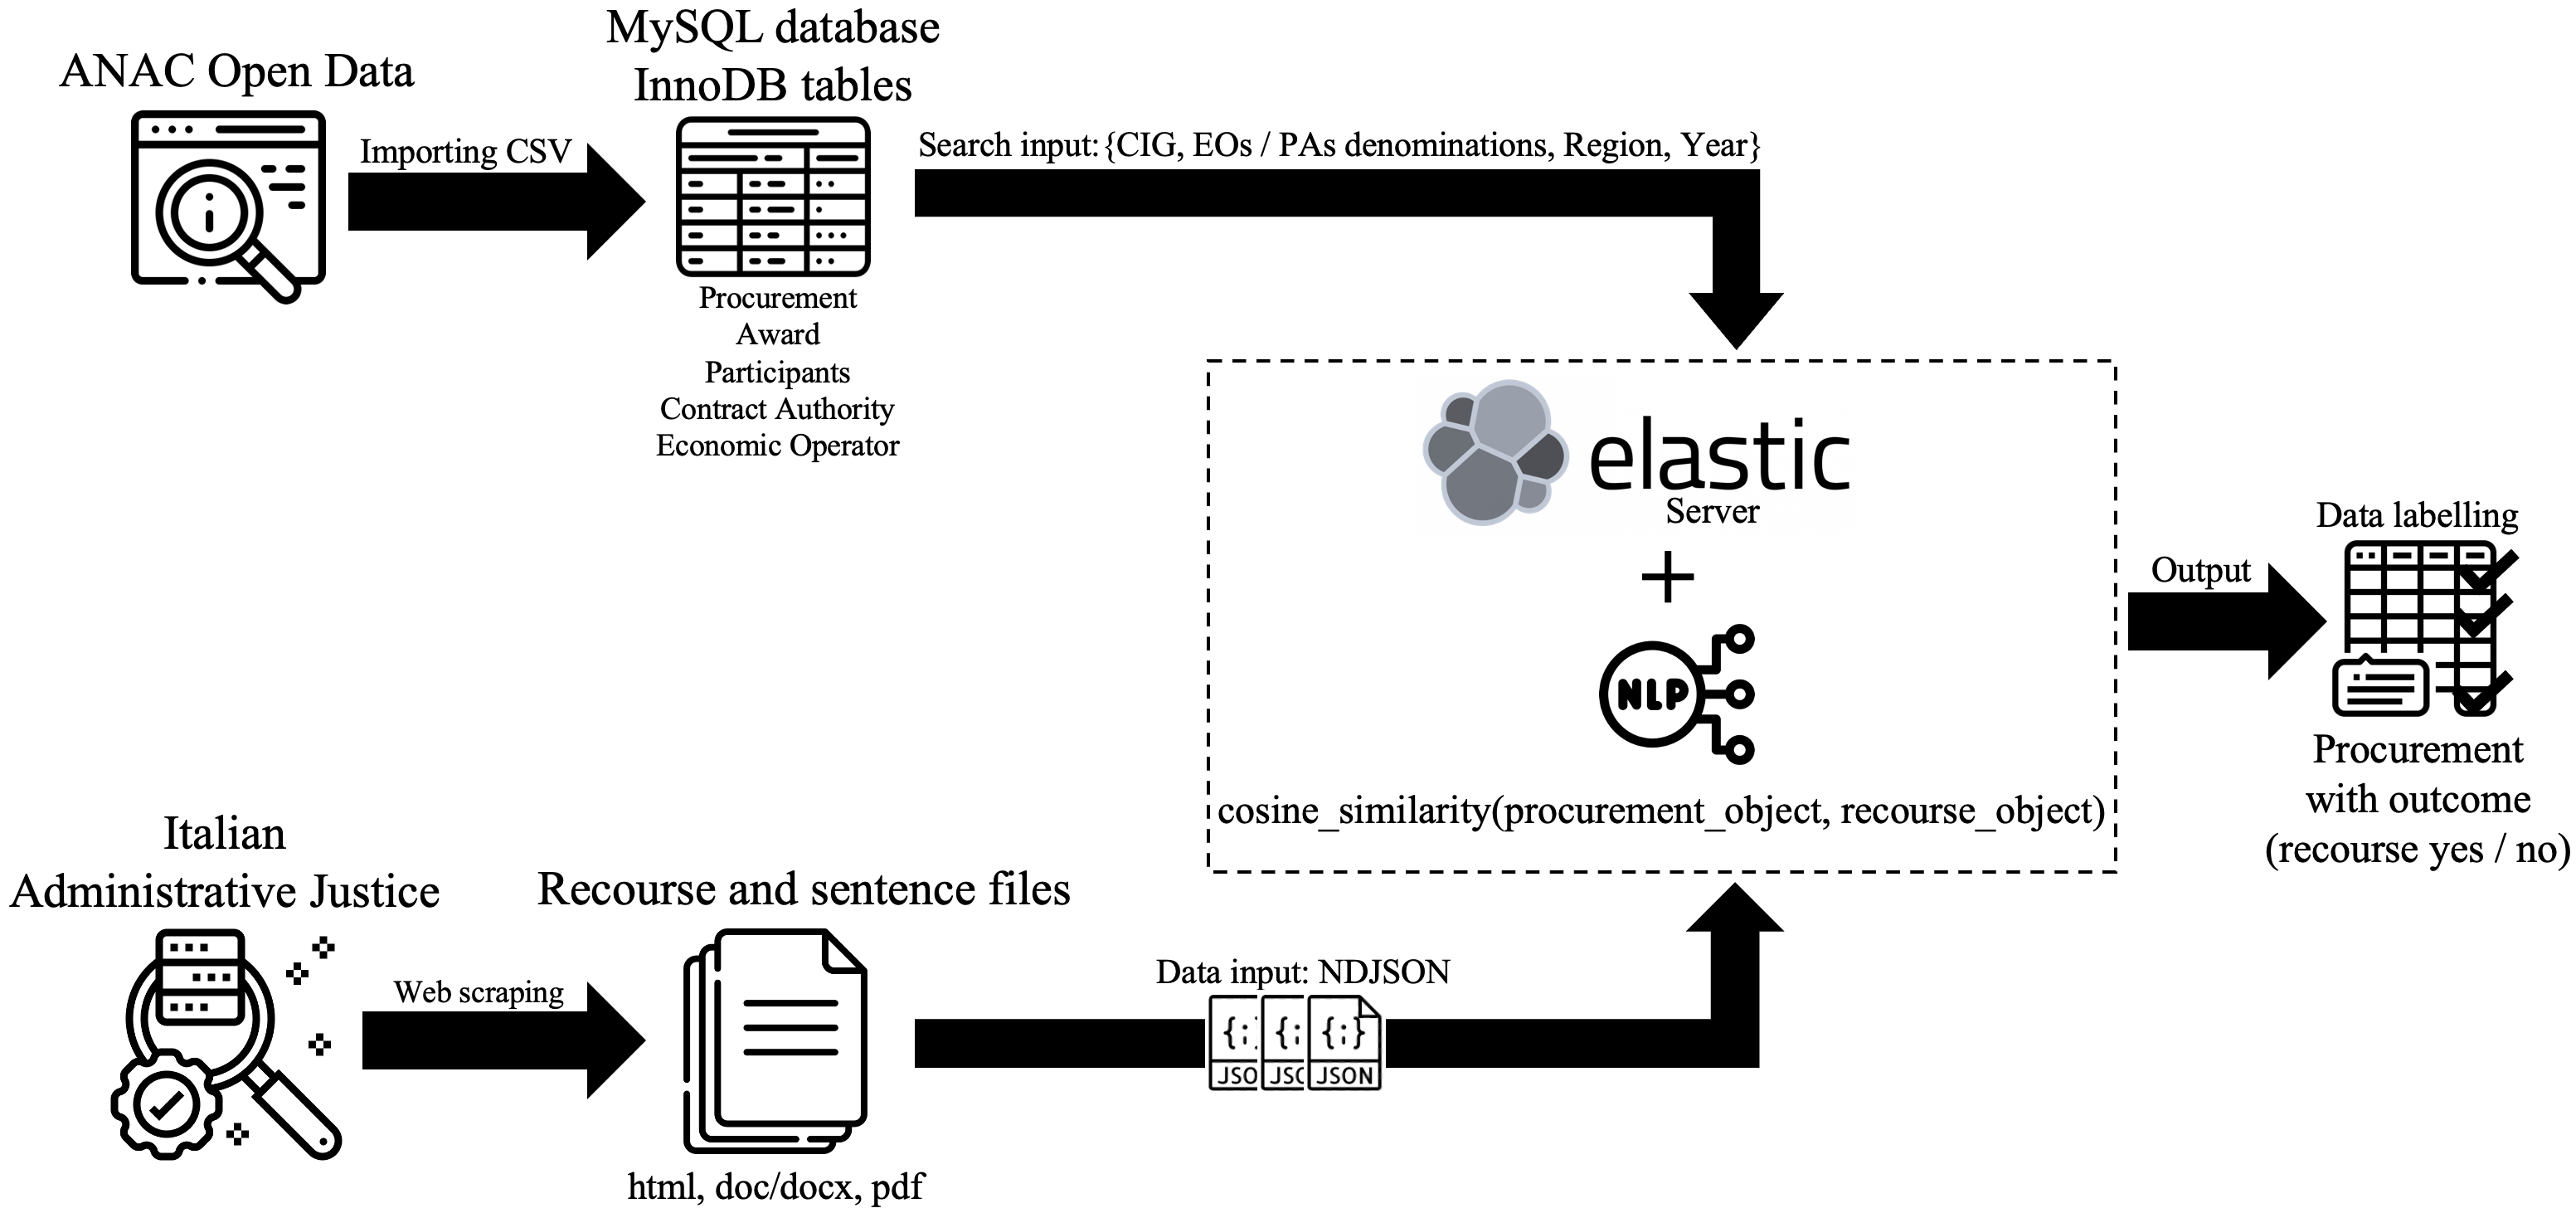 ANAC Open Data
Importing CSV
MySQL database
InnoDB tables
Procurement
Award
Participants
Contract Authority
Economic Operator
Search input: {CIG, EOs / PAs denominations, Region, Year}
elastic
Server
+
NLP
cosine_similarity(procurement_object, recourse_object)
Output
Data labelling
Procurement
with outcome
(recourse yes / no)
Italian
Administrative Justice
Web scraping
Recourse and sentence files
html, doc/docx, pdf
Data input: NDJSON
{; {; {;}
JSO JSO JSON